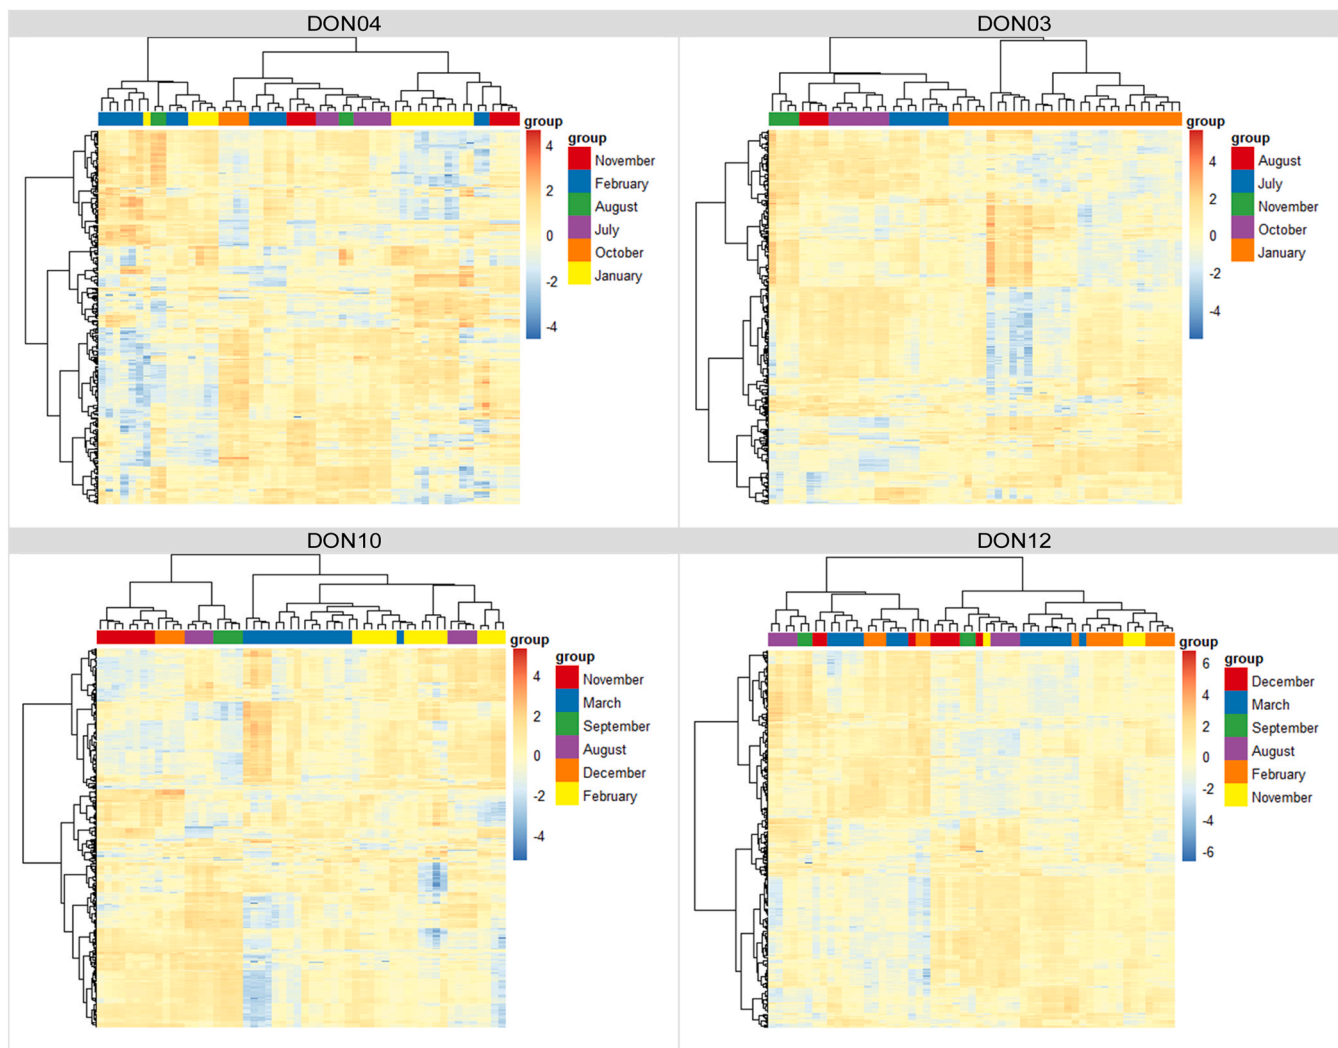 DON04
group
4
2
0
-2
-4
group
November
February
August
July
October
January
DON03
group
4
2
0
-2
-4
group
August
July
November
October
January
DON10
group
4
2
0
-2
-4
group
November
March
September
August
December
February
DON12
group
6
4
2
0
-2
-4
-6
group
December
March
September
August
February
November